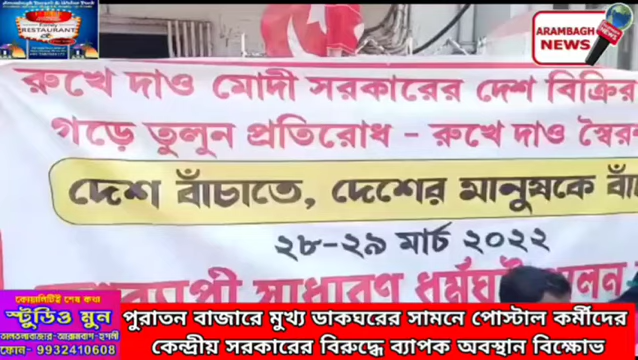 RESTAURANT
ARAMBAGH
NEWS
রুখে দাও মোদী সরকারের দেশ বিক্রির
গড়ে তুলুন প্রতিরোধ - রুখে দাও
দেশ বাঁচাতে, দেশের মানুষকে
২৮-২৯ মার্চ ২০২২
সাধারণ ধর্মঘট
কোয়ালিটিই শেষ কথা
স্টুডিও মুন
ফোন- 9932410608
পুরাতন বাজারে মুখ্য ডাকঘরের সামনে পোস্টাল কর্মীদের
কেন্দ্রীয় সরকারের বিরুদ্ধে ব্যাপক অবস্থান বিক্ষোভ